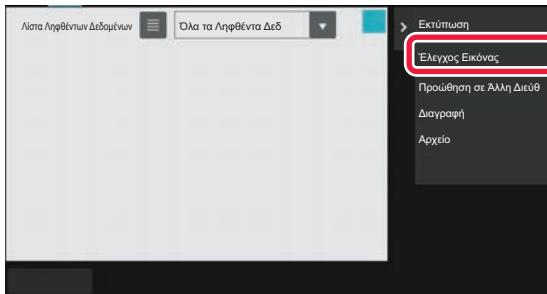 Λίστα Ληφθέντων Δεδομένων
Όλα τα Ληφθέντα Δεδ
Εκτύπωση
Έλεγχος Εικόνας
Προώθηση σε Άλλη Διεύθ
Διαγραφή
Αρχείο